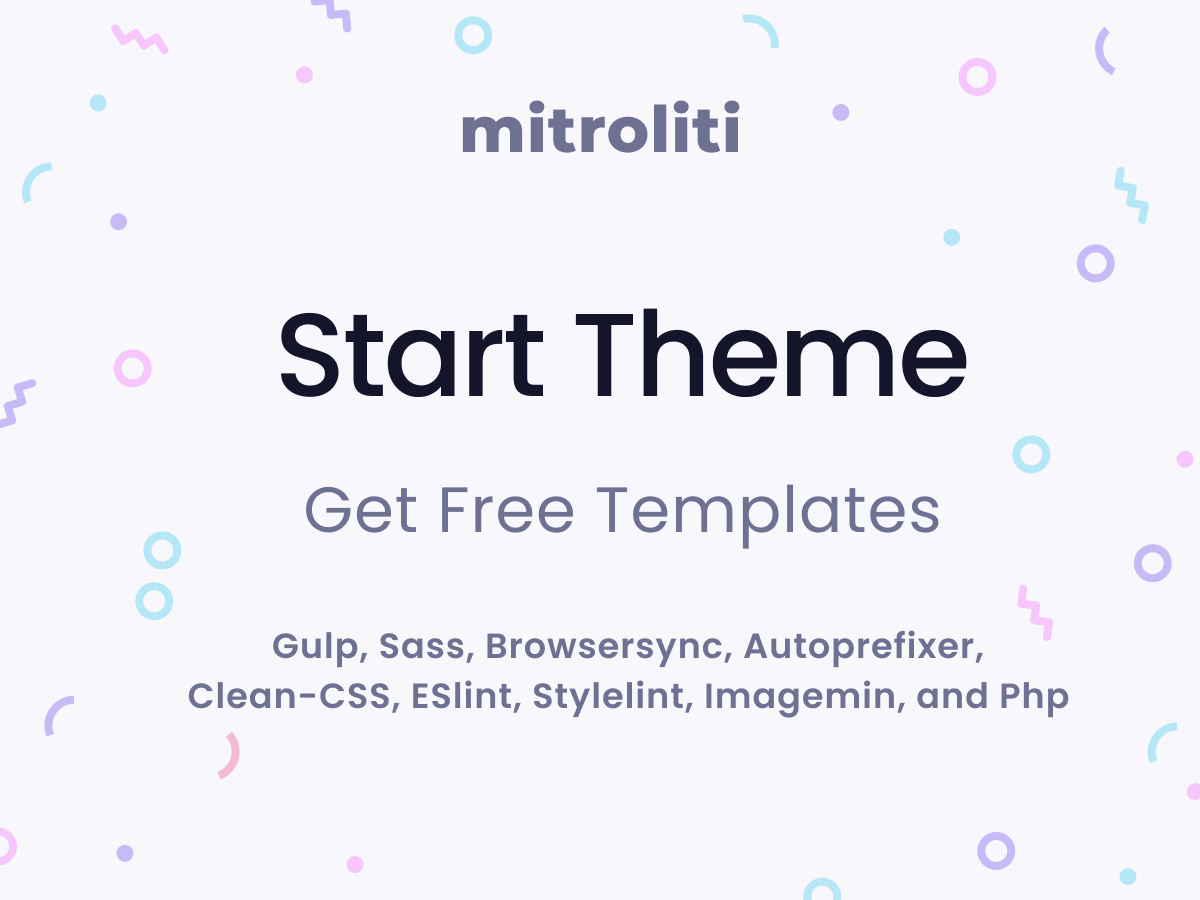 mitroliti
Start Theme
Get Free Templates
Gulp, Sass, Browsersync, Autoprefixer,
Clean-CSS, ESlint, Stylelint, Imagemin, and Php